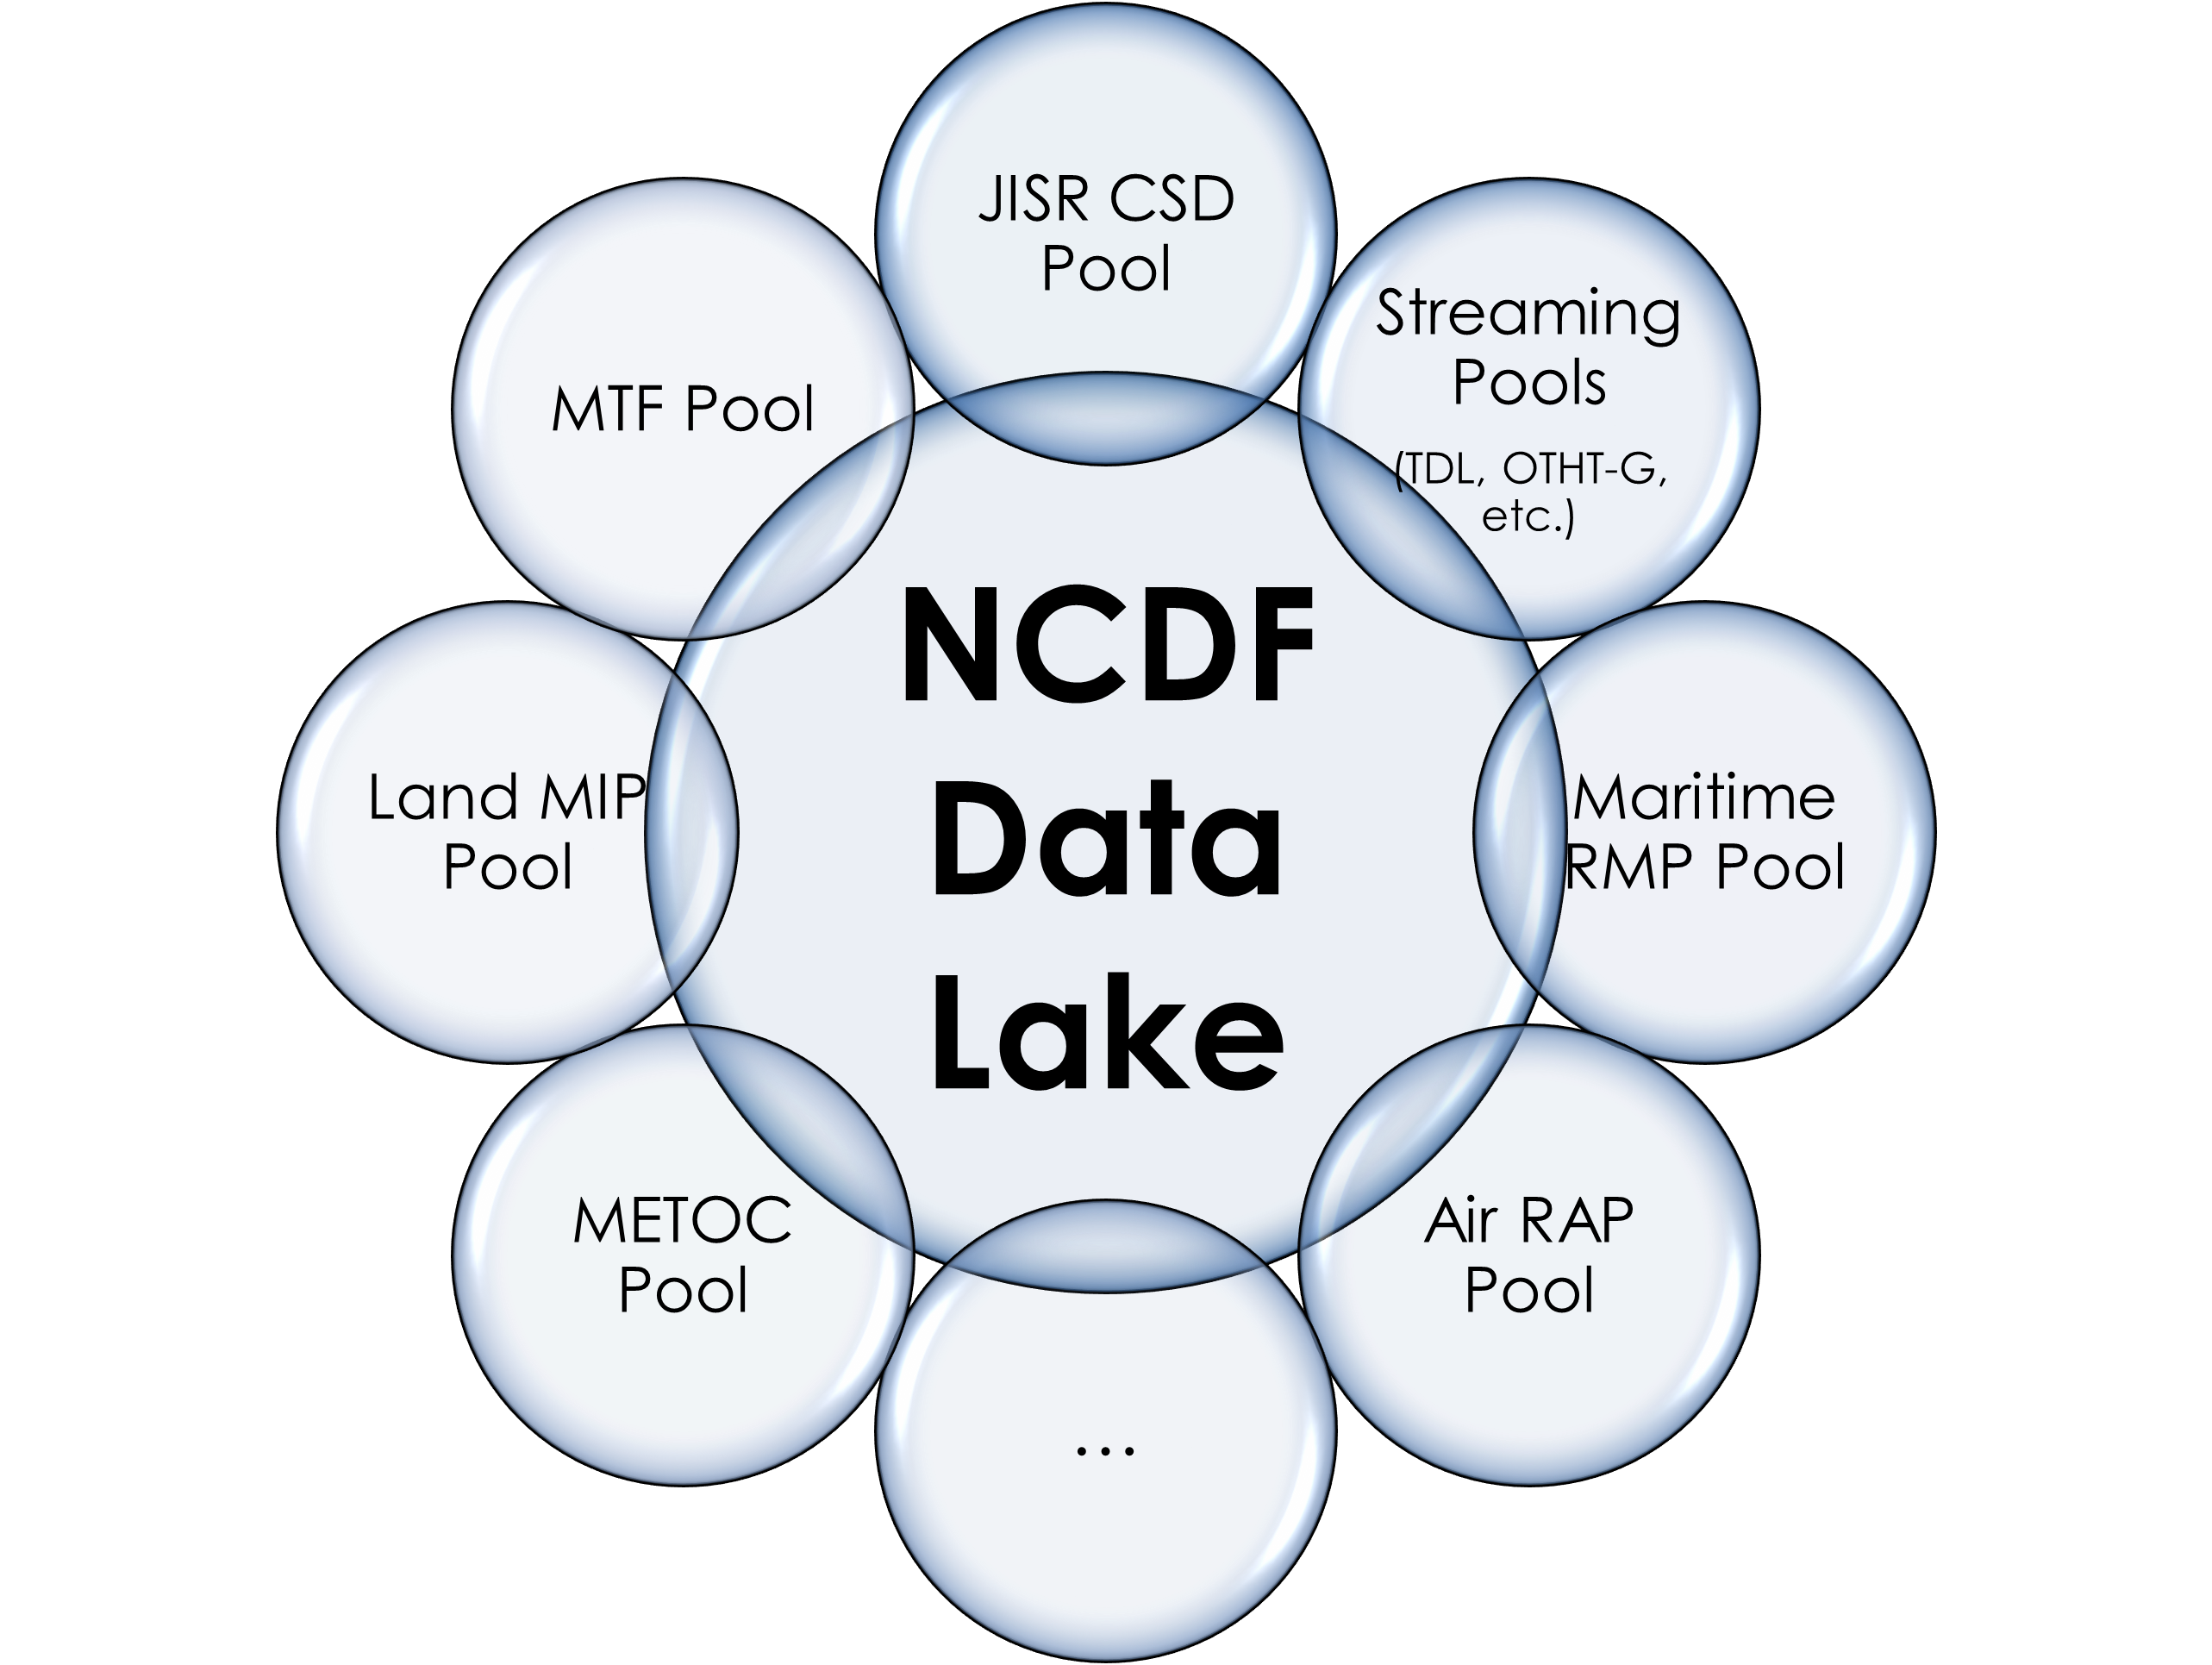 JISR CSD
Pool
Streaming
Pools
(TDL, OTHT-G,
etc.)
Maritime
RMP Pool
Air RAP
Pool
...
METOC
Pool
Land MIP
Pool
MTF Pool
NCDF
Data
Lake